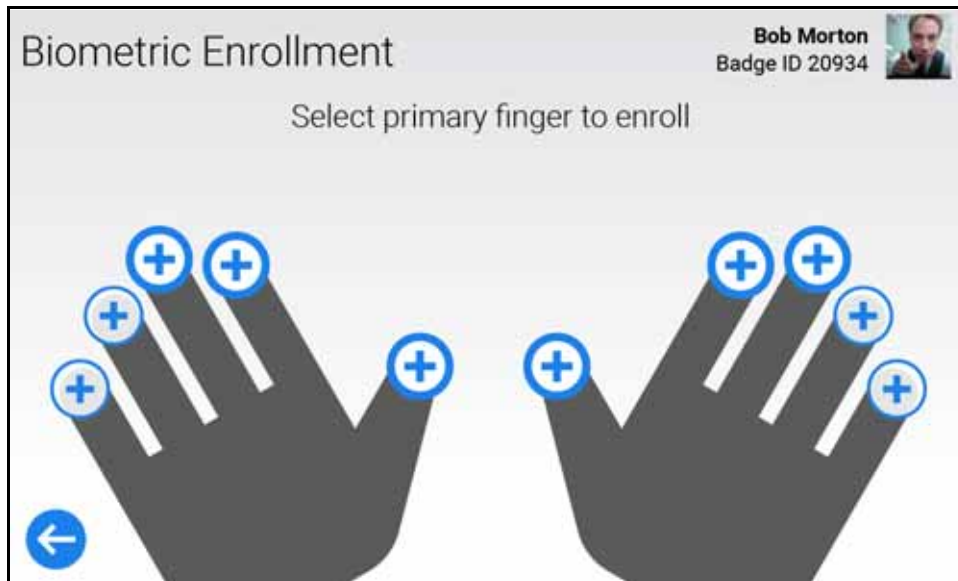 Biometric Enrollment
Bob Morton
Badge ID 20934
Select primary finger to enroll